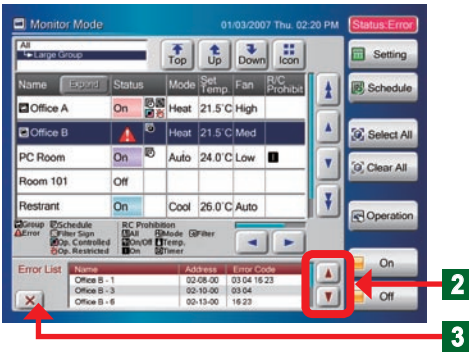 Monitor Mode 01/03/2007 Thu. 02:20 PM Status:Error
All
Large Group
Top Up Down Icon
Setting
Name Expand Status Mode Set Temp. Fan R/C Prohibit
Schedule
Office A On Heat 21.5°C High
Office B Heat 21.5°C Med
Select All
PC Room On Auto 24.0°C Low
Clear All
Room 101 Off
Restrant On Cool 26.0°C Auto
Operation
Group Schedule RC Prohibition
Error Filter Sign All Mode Filter
Op. Controlled On/Off Temp.
Op. Restricted On Timer
On
Error List Name Address Error Code
Office B - 1 02-08-00 03 04 16 23
Office B - 3 02-10-00 03 04
Office B - 6 02-13-00 16 23
Off
2
3